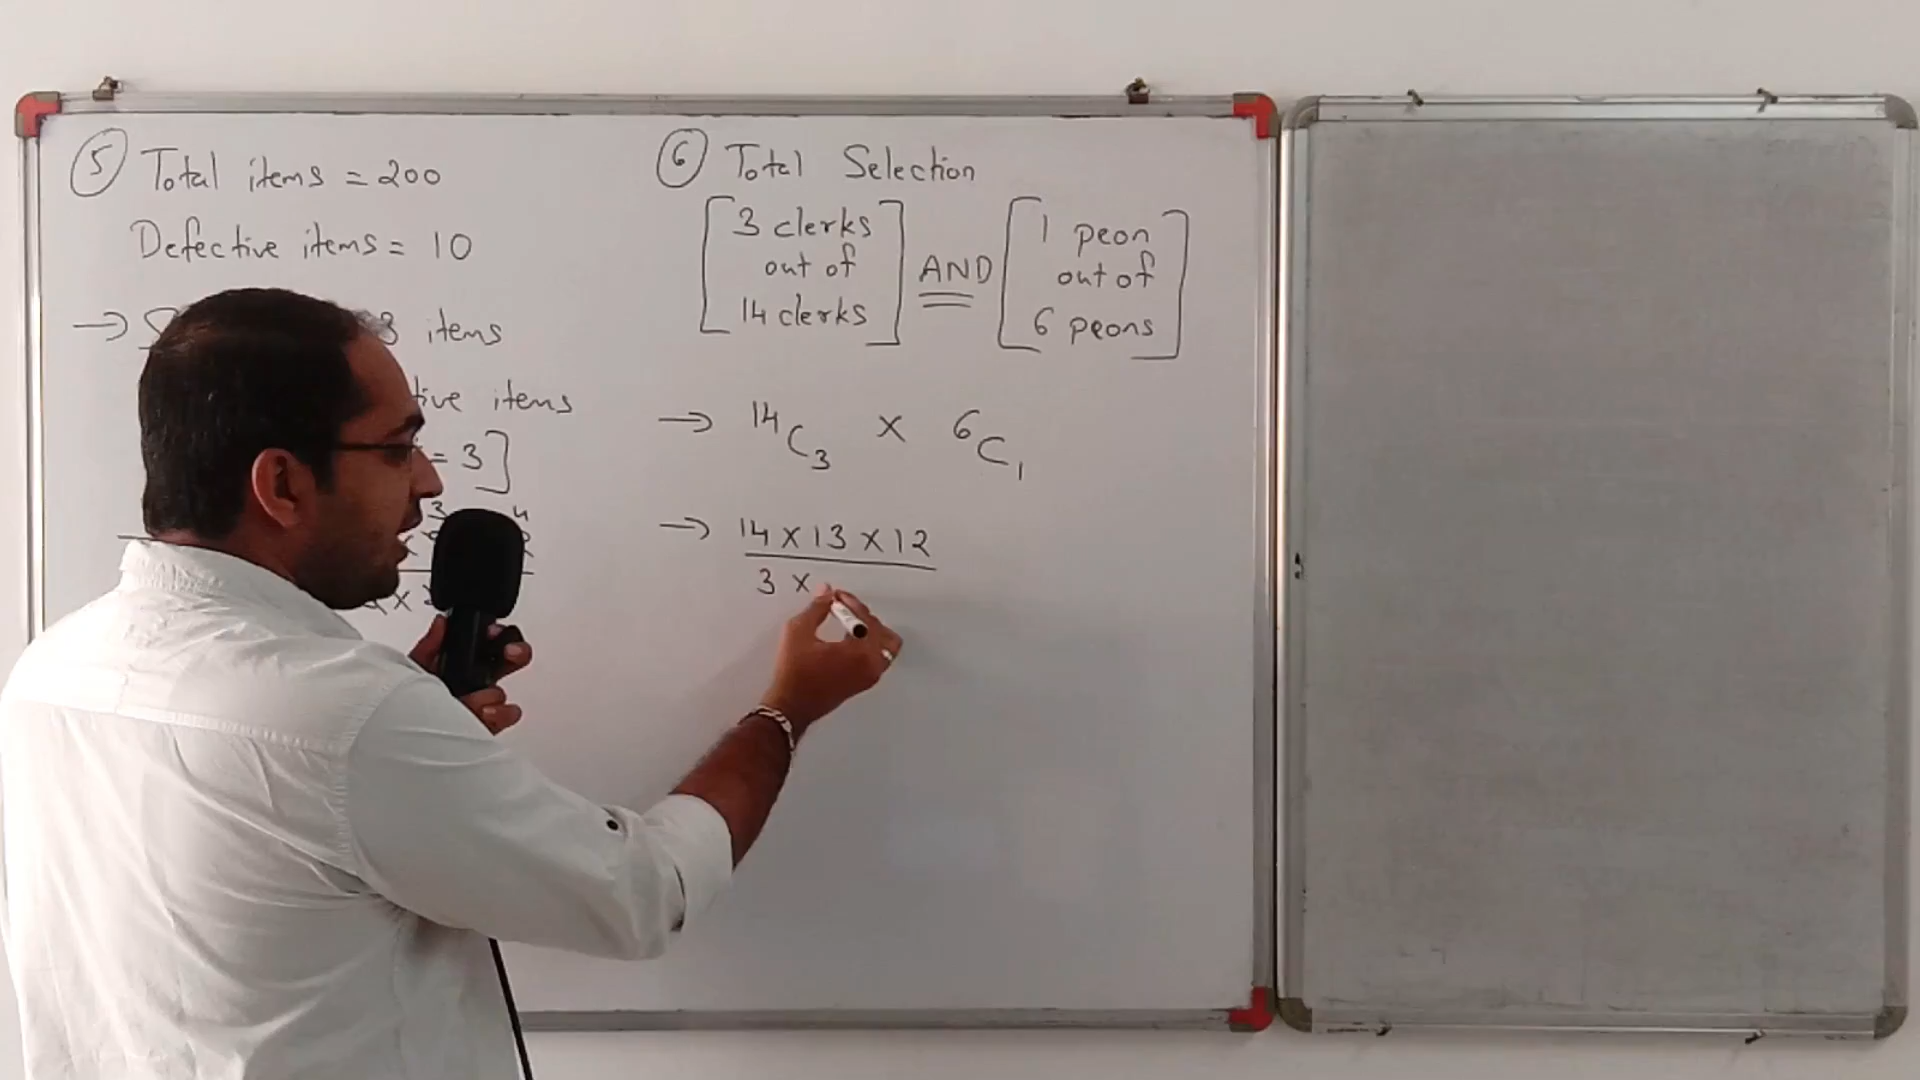 ⑤ Total items = 200
Defective items = 10
→ 3 items
items
= 3]
⑥ Total Selection
[3 clerks out of 14 clerks] AND [1 peon out of 6 peons]
→ ¹⁴C₃ × ⁶C₁
→ 14 × 13 × 12
3 ×